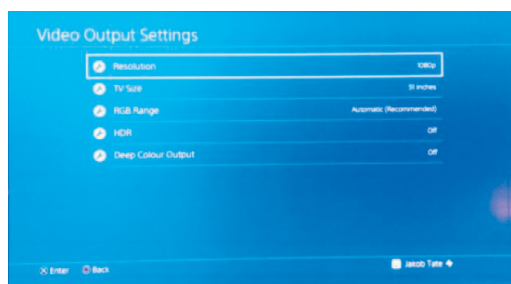 Video Output Settings
Resolution 1080p
TV Size 51 inches
RGB Range Automatic (Recommended)
HDR Off
Deep Colour Output Off
Enter Back Jakob Tate